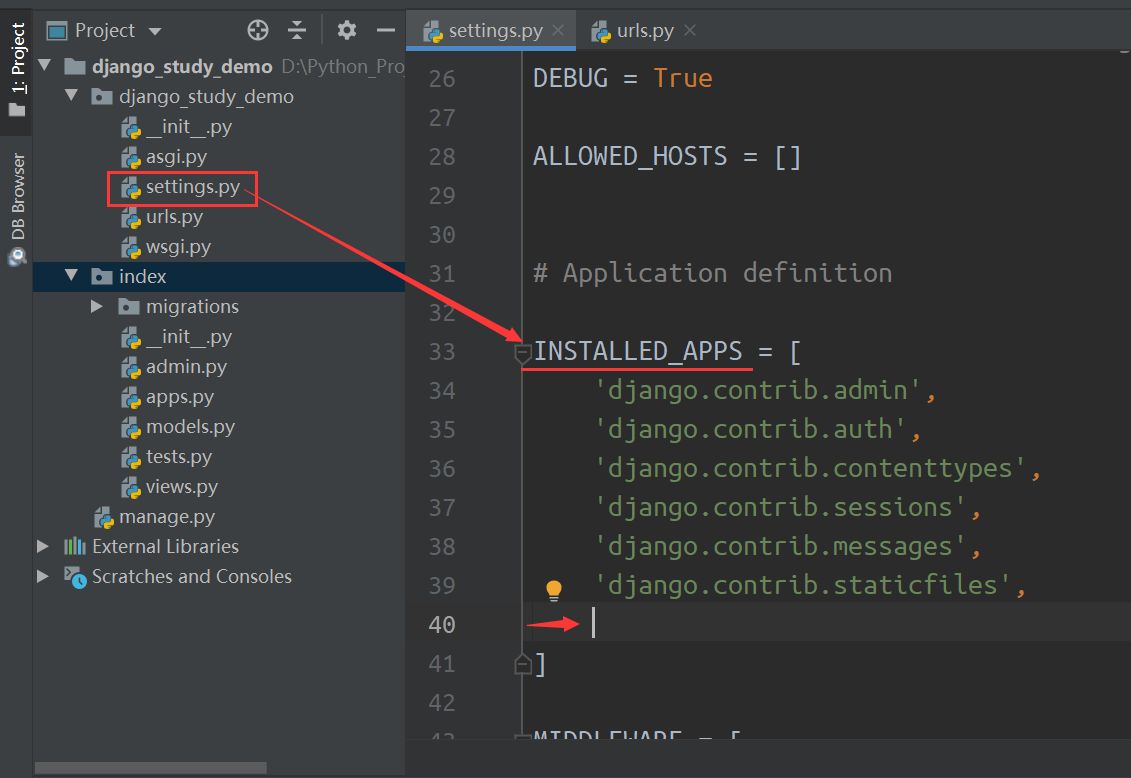 1: Project
DB Browser
Project
django_study_demo D:\Python_Pro
django_study_demo
__init__.py
asgi.py
settings.py
urls.py
wsgi.py
index
migrations
__init__.py
admin.py
apps.py
models.py
tests.py
views.py
manage.py
External Libraries
Scratches and Consoles
settings.py
urls.py
26 DEBUG = True
27
28 ALLOWED_HOSTS = []
29
30
31 # Application definition
32
33 INSTALLED_APPS = [
34 'django.contrib.admin',
35 'django.contrib.auth',
36 'django.contrib.contenttypes',
37 'django.contrib.sessions',
38 'django.contrib.messages',
39 'django.contrib.staticfiles',
40
41 ]
42
43 MIDDLEWARE = [